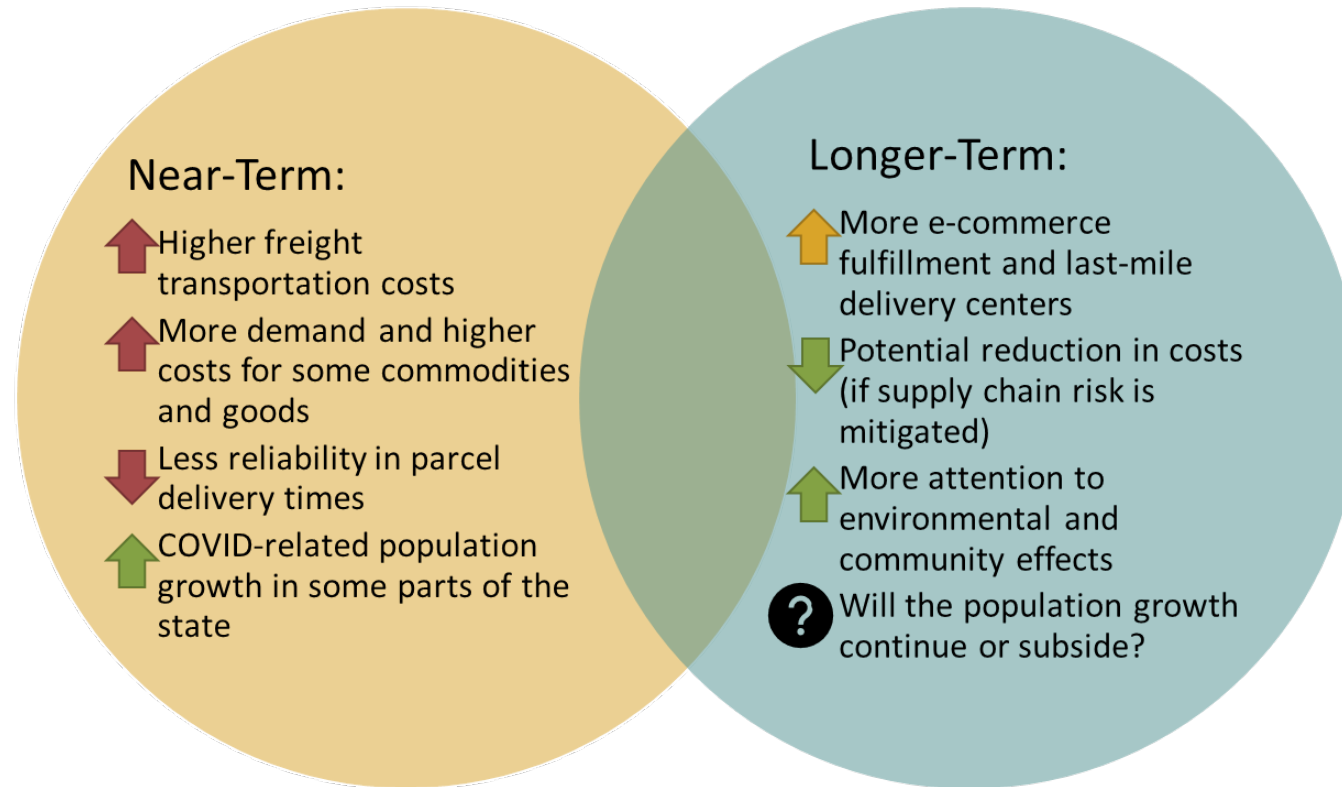 Near-Term:
Higher freight
transportation costs
More demand and higher
costs for some commodities
and goods
Less reliability in parcel
delivery times
COVID-related population
growth in some parts of the
state
Longer-Term:
More e-commerce
fulfillment and last-mile
delivery centers
Potential reduction in costs
(if supply chain risk is
mitigated)
More attention to
environmental and
community effects
?
Will the population growth
continue or subside?